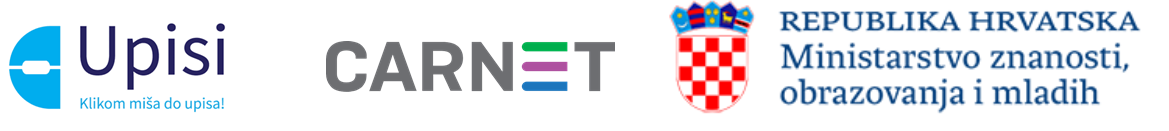 Upisi
Klikom miša do upisa!
CARNET
REPUBLIKA HRVATSKA
Ministarstvo znanosti,
obrazovanja i mladih